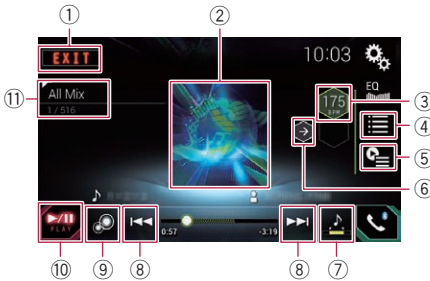 ① ②
EXIT 10:03
⑪ All Mix EQ
1 / 516 175 ③
BPM
④
⑤
⑥
PLAY 0:57 -3:19
⑩ ⑨ ⑧ ⑧ ⑦